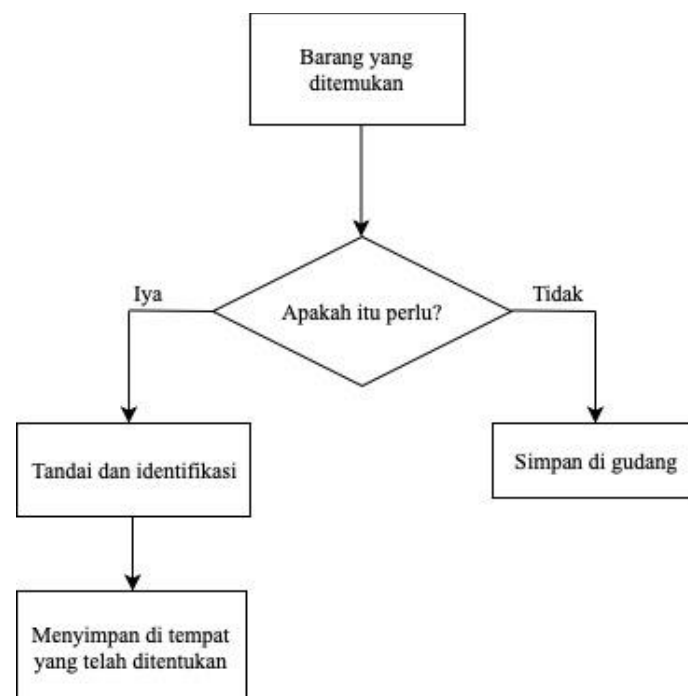 Barang yang
ditemukan
Iya
Apakah itu perlu?
Tidak
Tandai dan identifikasi
Simpan di gudang
Menyimpan di tempat
yang telah ditentukan